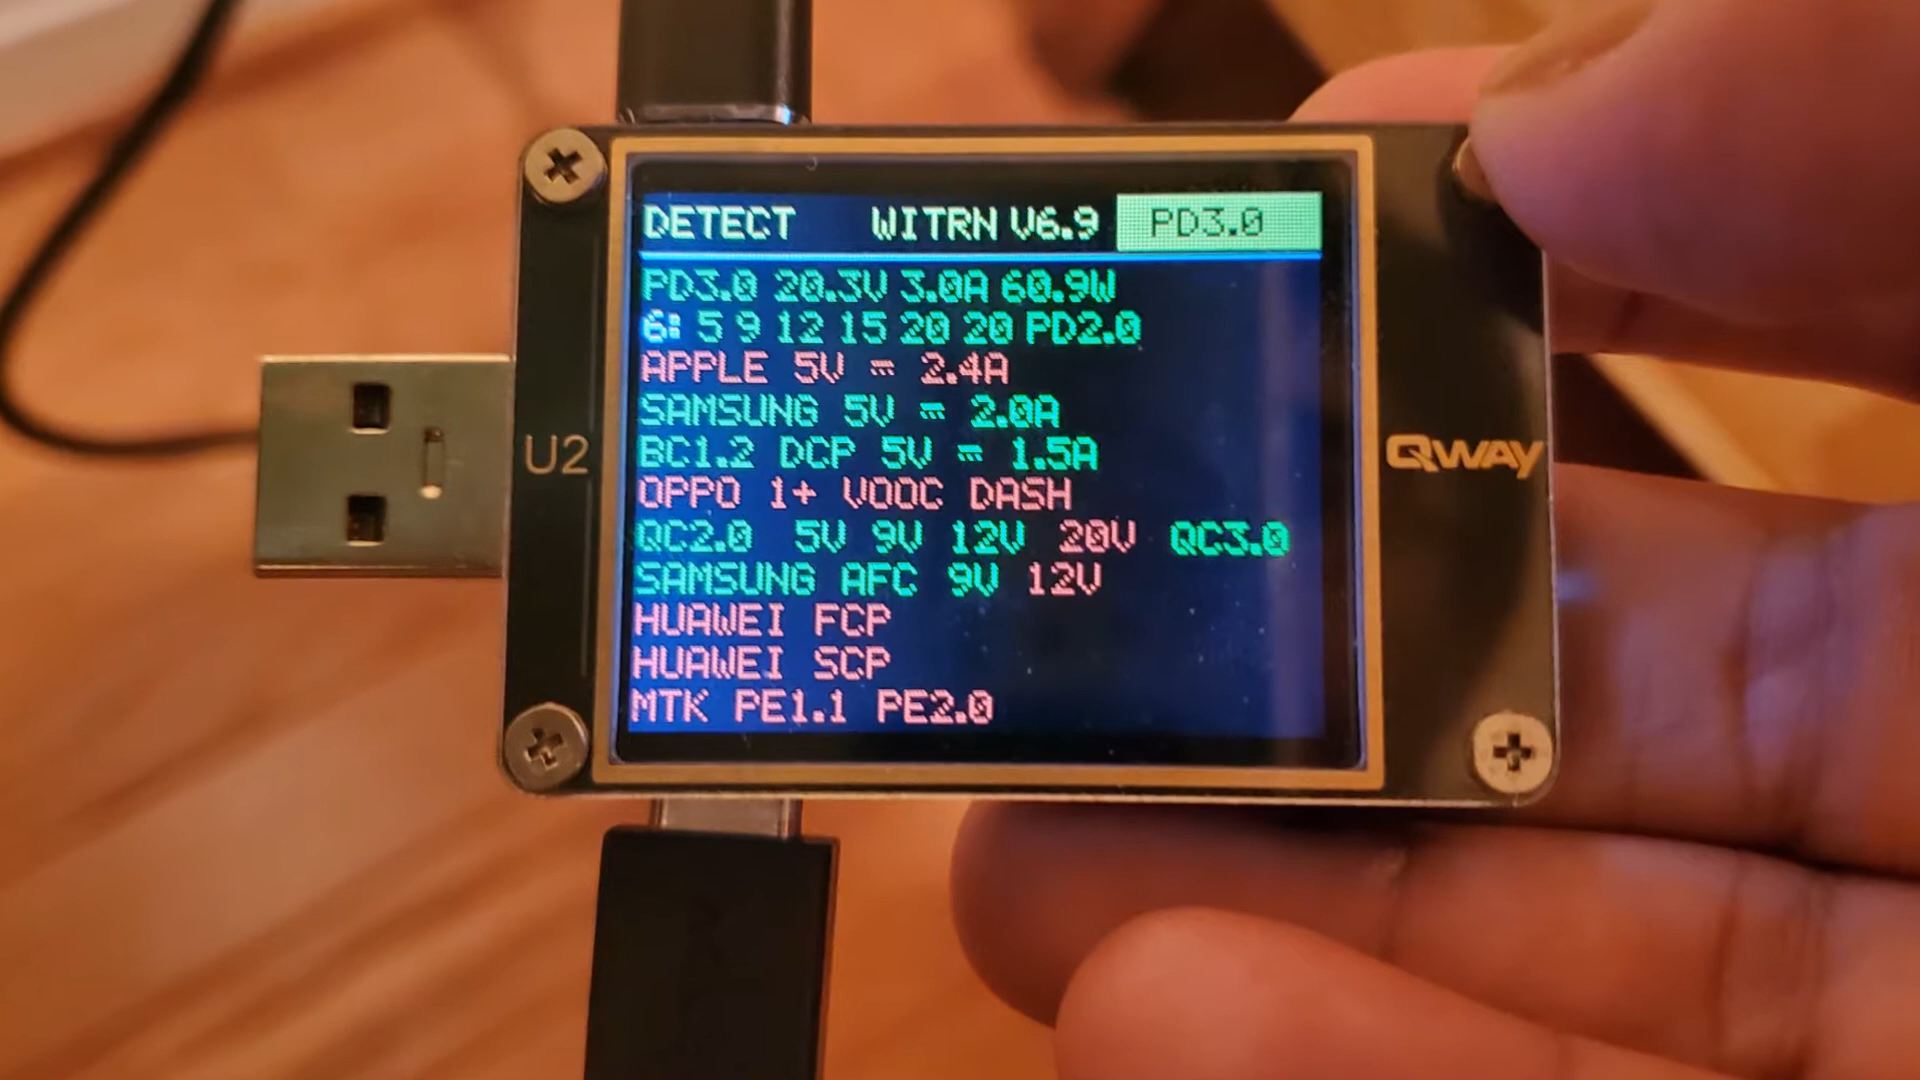 DETECT WITRN V6.9 PD3.0
PD3.0 20.3V 3.0A 60.9W
6: 5 9 12 15 20 20 PD2.0
APPLE 5V ⎓ 2.4A
SAMSUNG 5V ⎓ 2.0A
BC1.2 DCP 5V ⎓ 1.5A
OPPO 1+ VOOC DASH
QC2.0 5V 9V 12V 20V QC3.0
SAMSUNG AFC 9V 12V
HUAWEI FCP
HUAWEI SCP
MTK PE1.1 PE2.0
U2
QWAY